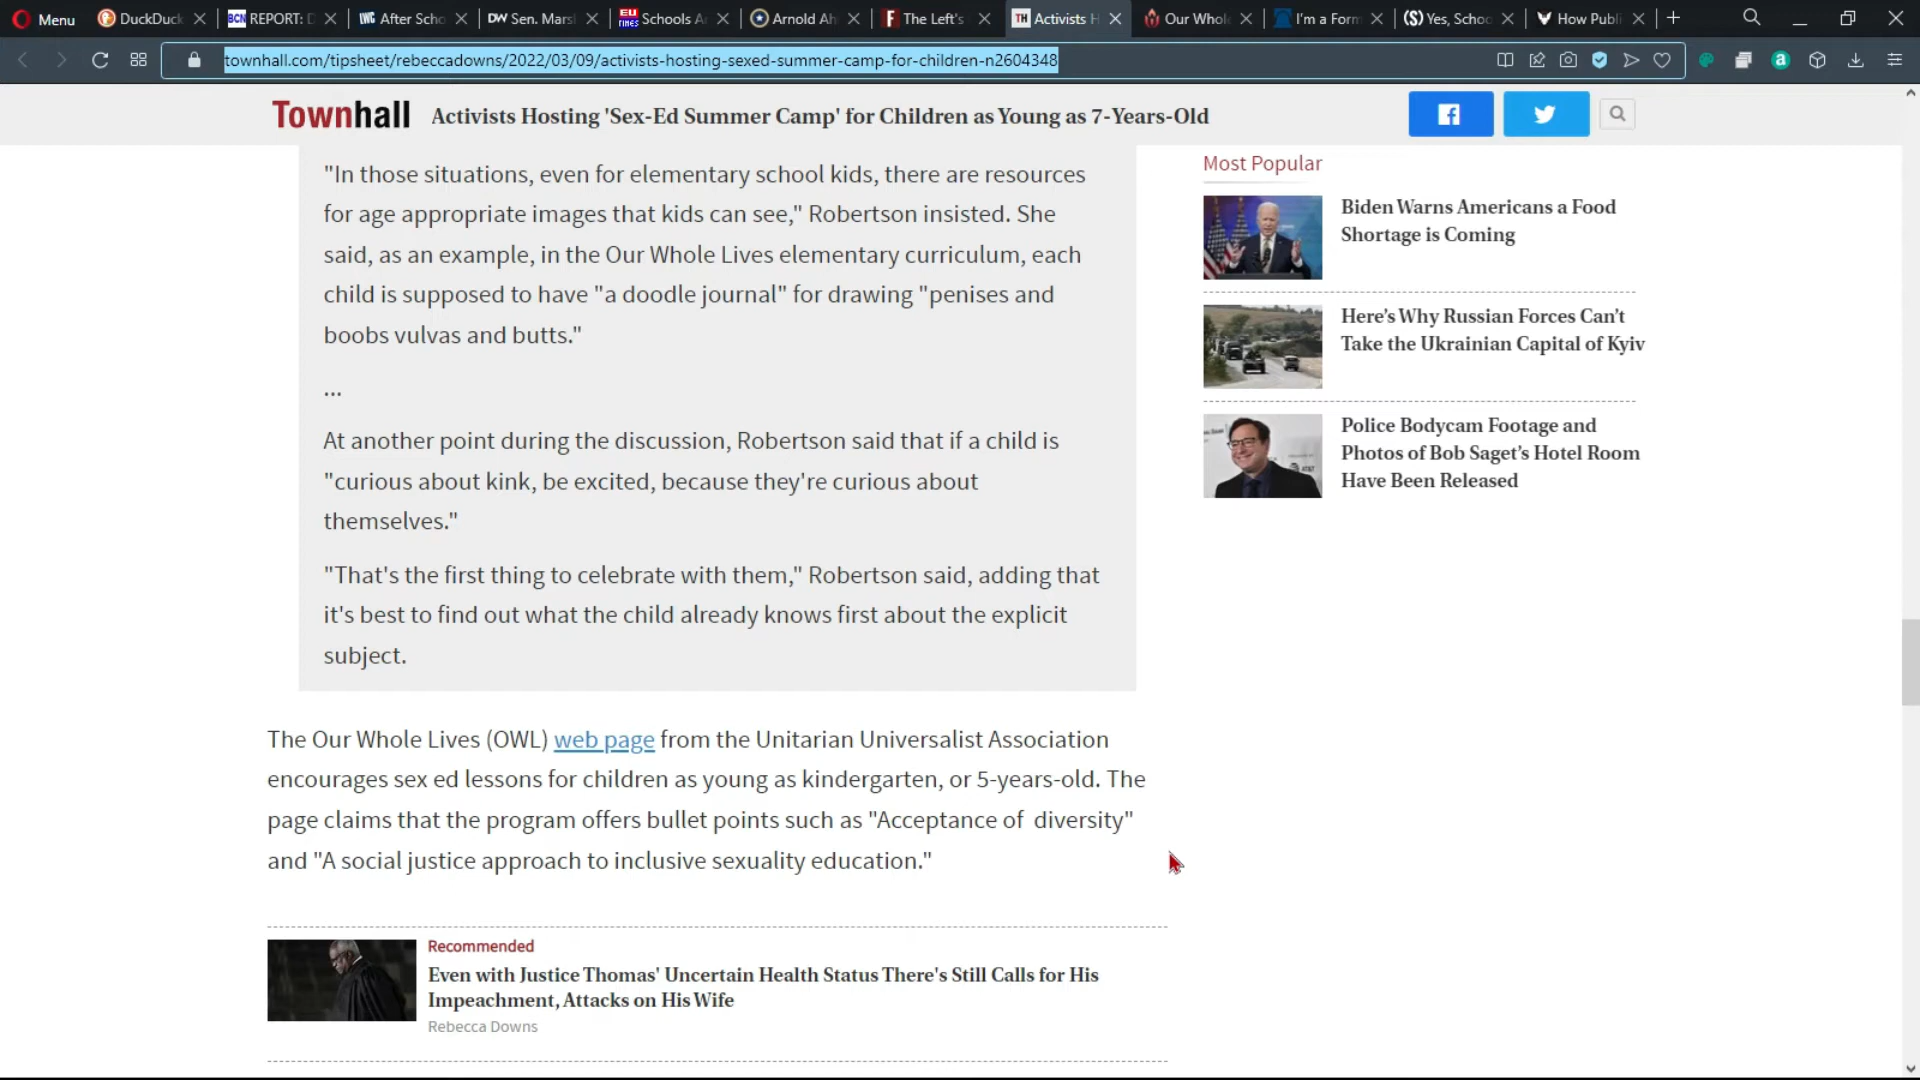 Menu
DuckDuck
BCN REPORT: D
IWC After Scho
DW Sen. Mars
EU TIMES Schools A
Arnold Ah
F The Left's
TH Activists H
Our Whol
I'm a Form
(S) Yes, Schoo
How Publi
townhall.com/tipsheet/rebeccadowns/2022/03/09/activists-hosting-sexed-summer-camp-for-children-n2604348
Townhall Activists Hosting 'Sex-Ed Summer Camp' for Children as Young as 7-Years-Old
"In those situations, even for elementary school kids, there are resources
for age appropriate images that kids can see," Robertson insisted. She
said, as an example, in the Our Whole Lives elementary curriculum, each
child is supposed to have "a doodle journal" for drawing "penises and
boobs vulvas and butts."
...
At another point during the discussion, Robertson said that if a child is
"curious about kink, be excited, because they're curious about
themselves."
"That's the first thing to celebrate with them," Robertson said, adding that
it's best to find out what the child already knows first about the explicit
subject.
The Our Whole Lives (OWL) web page from the Unitarian Universalist Association
encourages sex ed lessons for children as young as kindergarten, or 5-years-old. The
page claims that the program offers bullet points such as "Acceptance of diversity"
and "A social justice approach to inclusive sexuality education."
Recommended
Even with Justice Thomas' Uncertain Health Status There's Still Calls for His
Impeachment, Attacks on His Wife
Rebecca Downs
Most Popular
Biden Warns Americans a Food
Shortage is Coming
Here's Why Russian Forces Can't
Take the Ukrainian Capital of Kyiv
Police Bodycam Footage and
Photos of Bob Saget's Hotel Room
Have Been Released